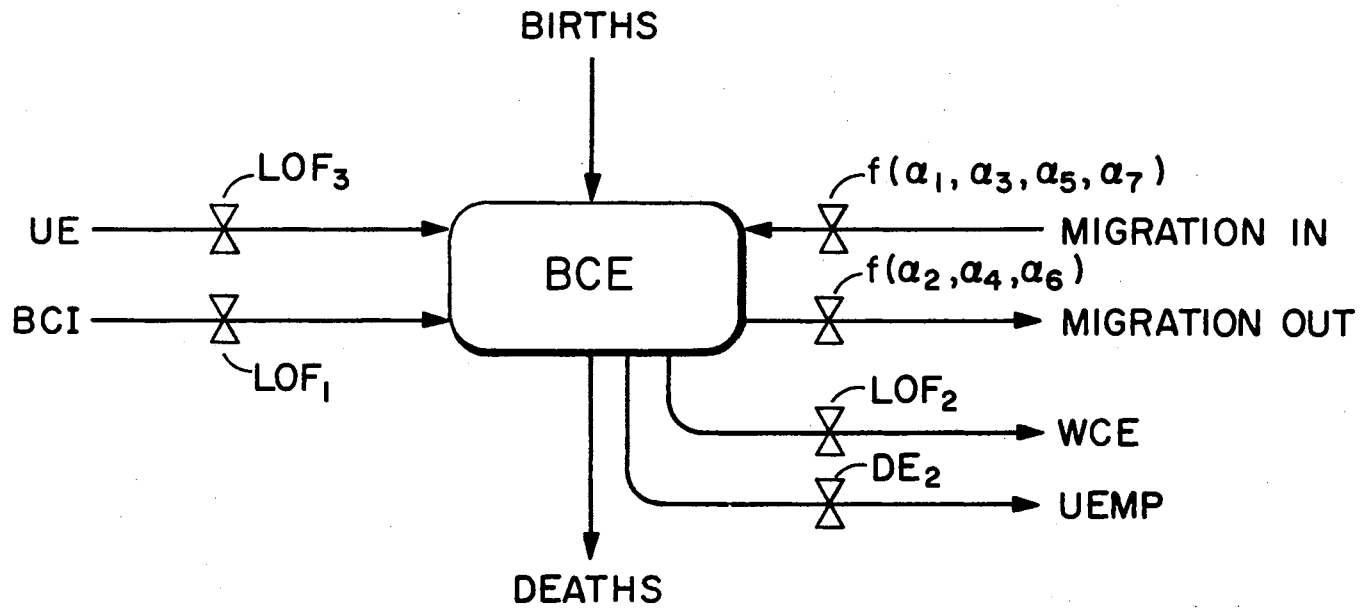 BIRTHS
LOF₃
f(α₁, α₃, α₅, α₇)
UE
MIGRATION IN
BCE
f(α₂, α₄, α₆)
BCI
MIGRATION OUT
LOF₁
LOF₂
WCE
DE₂
UEMP
DEATHS